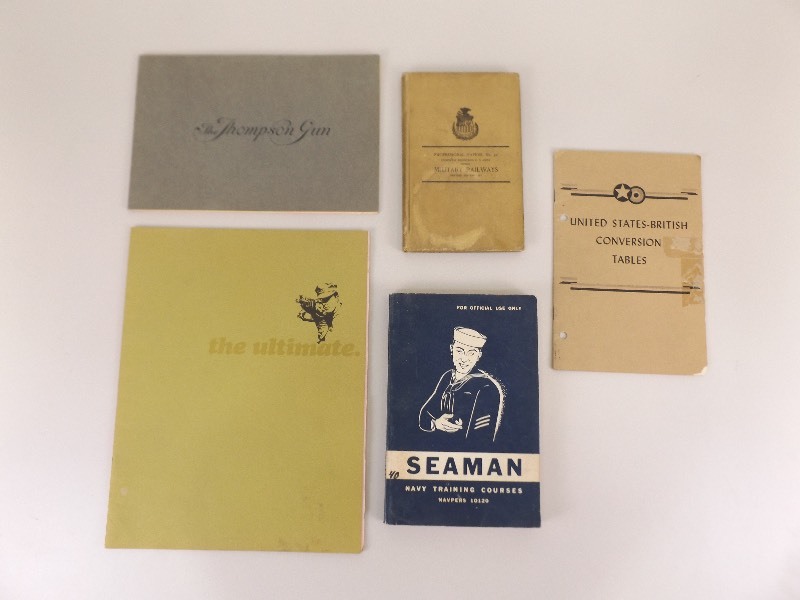 The Thompson Gun
MILITARY RAILWAYS
UNITED STATES-BRITISH
CONVERSION
TABLES
the ultimate.
FOR OFFICIAL USE ONLY
40
SEAMAN
NAVY TRAINING COURSES
NAVPERS 10120